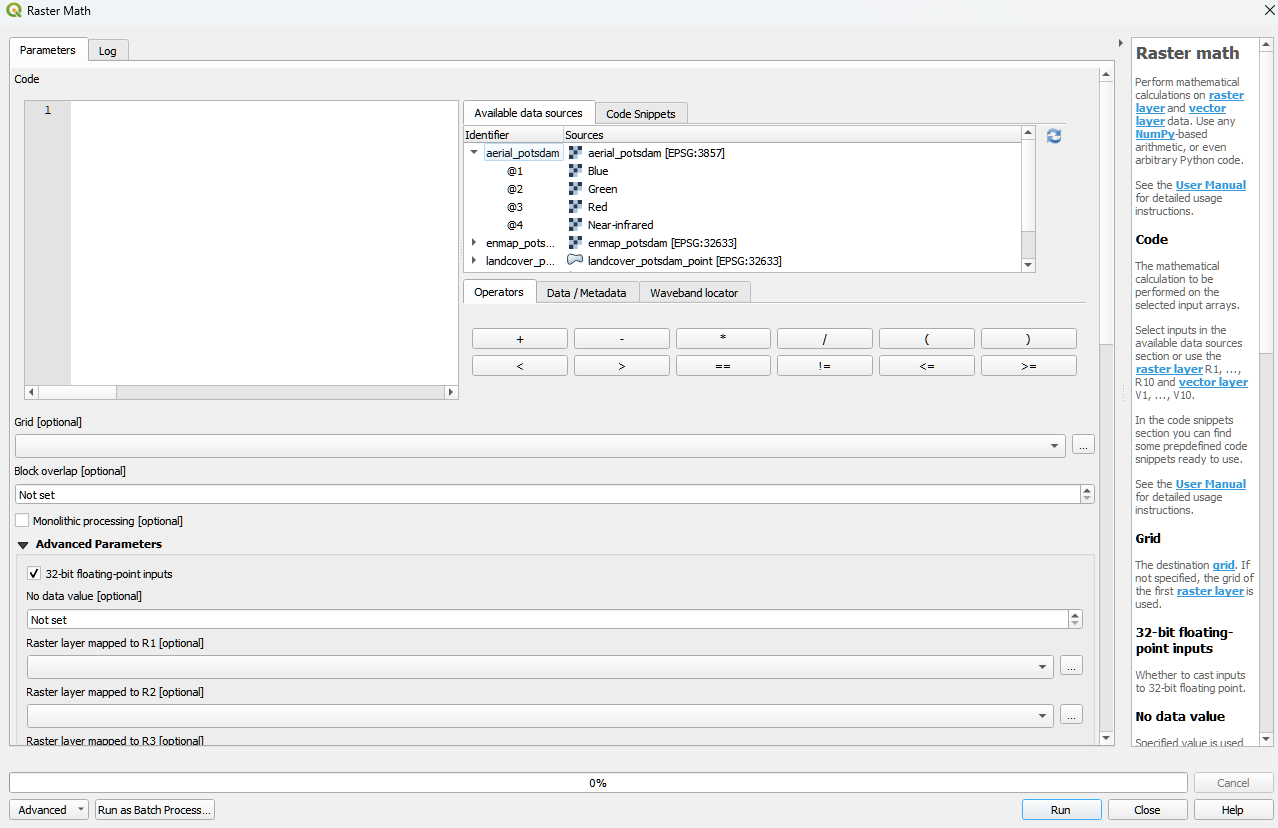 Raster Math
Parameters
Log
Code
1
Available data sources
Code Snippets
Identifier Sources
aerial_potsdam aerial_potsdam [EPSG:3857]
@1 Blue
@2 Green
@3 Red
@4 Near-infrared
enmap_pots... enmap_potsdam [EPSG:32633]
landcover_p... landcover_potsdam_point [EPSG:32633]
Operators
Data / Metadata
Waveband locator
+ - * / ( )
< > == != <= >=
Grid [optional]
...
Block overlap [optional]
Not set
Monolithic processing [optional]
Advanced Parameters
32-bit floating-point inputs
No data value [optional]
Not set
Raster layer mapped to R1 [optional]
...
Raster layer mapped to R2 [optional]
...
Raster layer mapped to R3 [optional]
Raster math
Perform mathematical
calculations on raster
layer and vector
layer data. Use any
NumPy-based
arithmetic, or even
arbitrary Python code.
See the User Manual
for detailed usage
instructions.
Code
The mathematical
calculation to be
performed on the
selected input arrays.
Select inputs in the
available data sources
section or use the
raster layer R1, ...,
R10 and vector layer
V1, ..., V10.
In the code snippets
section you can find
some prepdefined code
snippets ready to use.
See the User Manual
for detailed usage
instructions.
Grid
The destination grid. If
not specified, the grid of
the first raster layer is
used.
32-bit floating-
point inputs
Whether to cast inputs
to 32-bit floating point.
No data value
Specified value is used
0%
Cancel
Advanced
Run as Batch Process...
Run
Close
Help